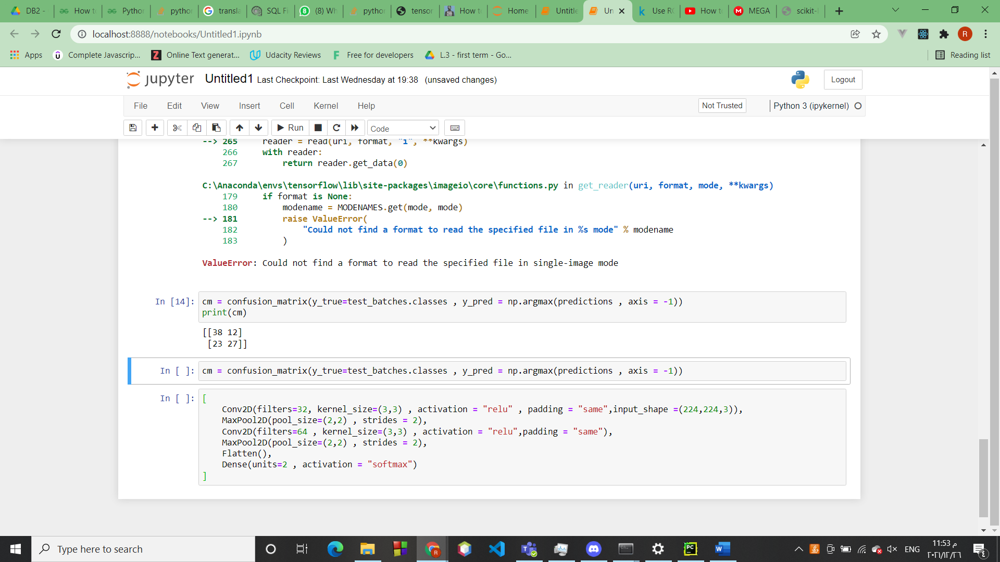 DB2 -
How to
Python
python
transla
SQL Fi
(8) Wh
python
tensor
How to
Home
Untitle
Un
Use RO
How to
MEGA
scikit-l
localhost:8888/notebooks/Untitled1.ipynb
R
Apps
Complete Javascrip...
Online Text generat...
Udacity Reviews
Free for developers
L.3 - first term - Go...
Reading list
jupyter Untitled1 Last Checkpoint: Last Wednesday at 19:38 (unsaved changes)
Logout
File Edit View Insert Cell Kernel Help
Not Trusted
Python 3 (ipykernel)
Run
Code
--> 265 reader = read(uri, format, "i", **kwargs)
266 with reader:
267 return reader.get_data(0)
C:\Anaconda\envs\tensorflow\lib\site-packages\imageio\core\functions.py in get_reader(uri, format, mode, **kwargs)
179 if format is None:
180 modename = MODENAMES.get(mode, mode)
--> 181 raise ValueError(
182 "Could not find a format to read the specified file in %s mode" % modename
183 )
ValueError: Could not find a format to read the specified file in single-image mode
In [14]: cm = confusion_matrix(y_true=test_batches.classes , y_pred = np.argmax(predictions , axis = -1))
print(cm)
[[38 12]
[23 27]]
In [ ]: cm = confusion_matrix(y_true=test_batches.classes , y_pred = np.argmax(predictions , axis = -1))
In [ ]: [
Conv2D(filters=32, kernel_size=(3,3) , activation = "relu" , padding = "same",input_shape =(224,224,3)),
MaxPool2D(pool_size=(2,2) , strides = 2),
Conv2D(filters=64 , kernel_size=(3,3) , activation = "relu",padding = "same"),
MaxPool2D(pool_size=(2,2) , strides = 2),
Flatten(),
Dense(units=2 , activation = "softmax")
]
Type here to search
ENG
11:53 م
٢٠٢١/١٢/٢٦
٤